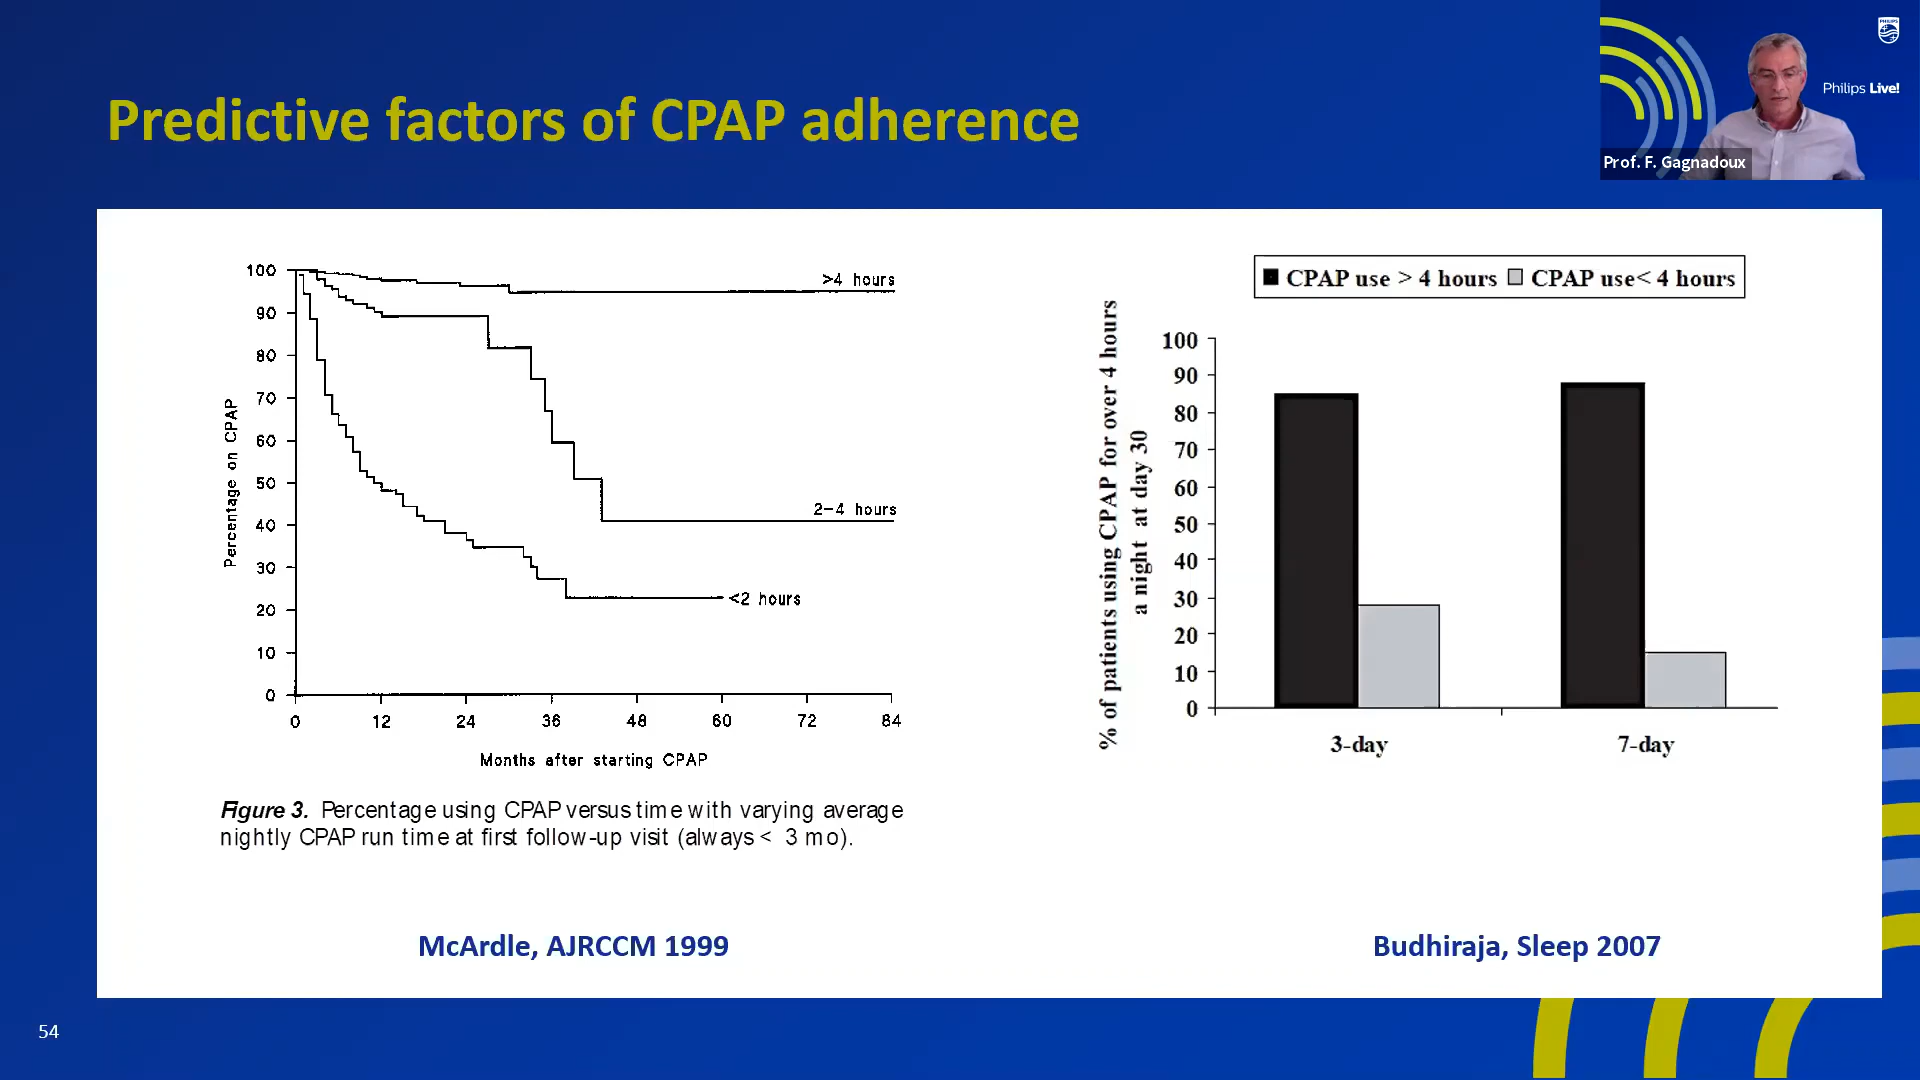 Predictive factors of CPAP adherence
PHILIPS
Philips Live!
Prof. F. Gagnadoux
100
90
80
70
60
50
40
30
20
10
0
Percentage on CPAP
>4 hours
2-4 hours
<2 hours
0 12 24 36 48 60 72 84
Months after starting CPAP
Figure 3. Percentage using CPAP versus time with varying average
nightly CPAP run time at first follow-up visit (always < 3 mo).
McArdle, AJRCCM 1999
CPAP use > 4 hours CPAP use< 4 hours
% of patients using CPAP for over 4 hours
a night at day 30
100
90
80
70
60
50
40
30
20
10
0
3-day 7-day
Budhiraja, Sleep 2007
54